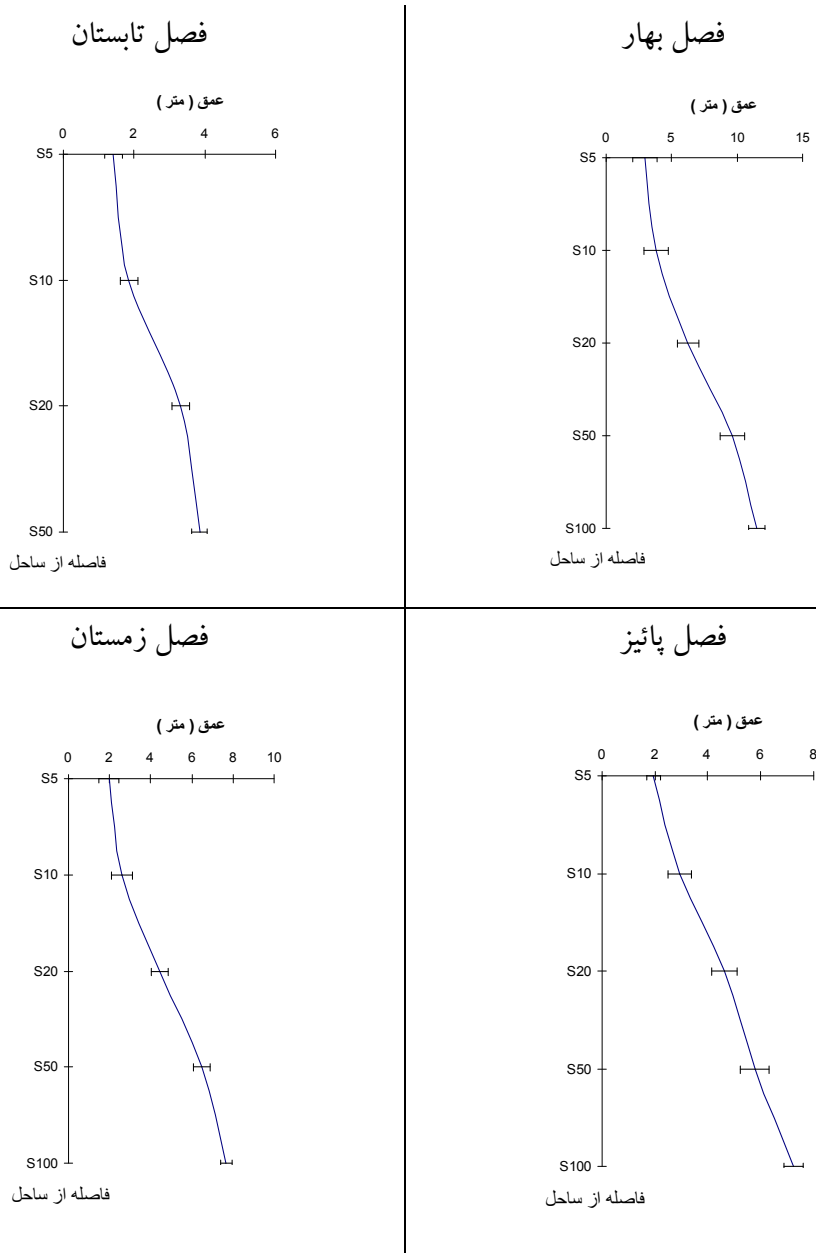 فصل بهار
عمق ( متر )
0 5 10 15
S5
S10
S20
S50
S100
فاصله از ساحل
فصل تابستان
عمق ( متر )
0 2 4 6
S5
S10
S20
S50
فاصله از ساحل
فصل پائیز
عمق ( متر )
0 2 4 6 8
S5
S10
S20
S50
S100
فاصله از ساحل
فصل زمستان
عمق ( متر )
0 2 4 6 8 10
S5
S10
S20
S50
S100
فاصله از ساحل